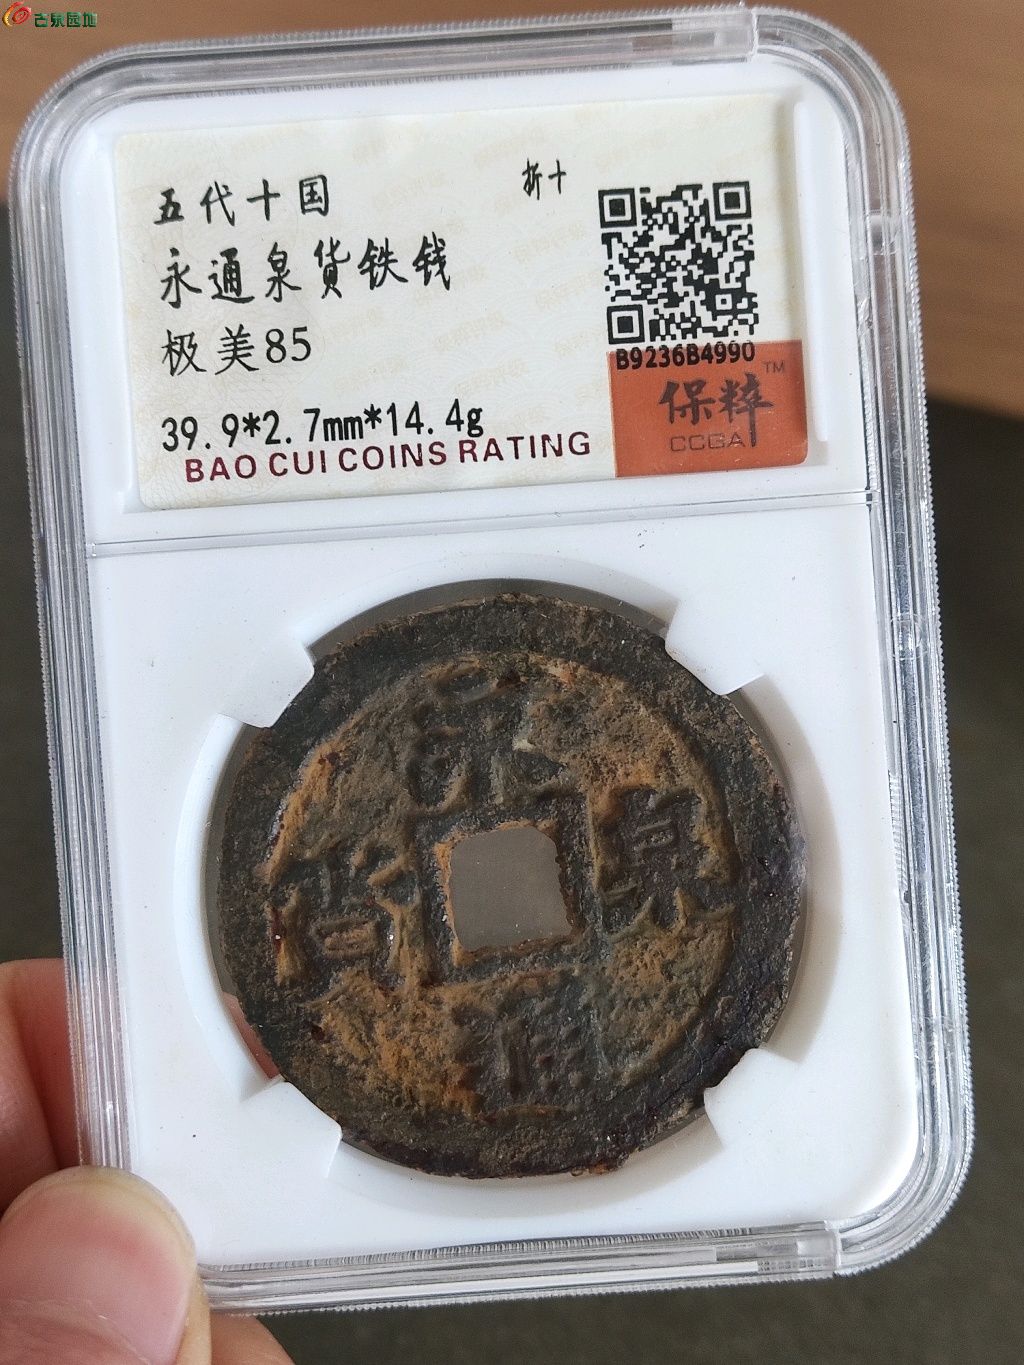 古泉园地
五代十国
折十
永通泉货铁钱
极美85
39.9*2.7mm*14.4g
BAO CUI COINS RATING
B9236B4990
保粹
TM
CCGA
永
通
泉
货